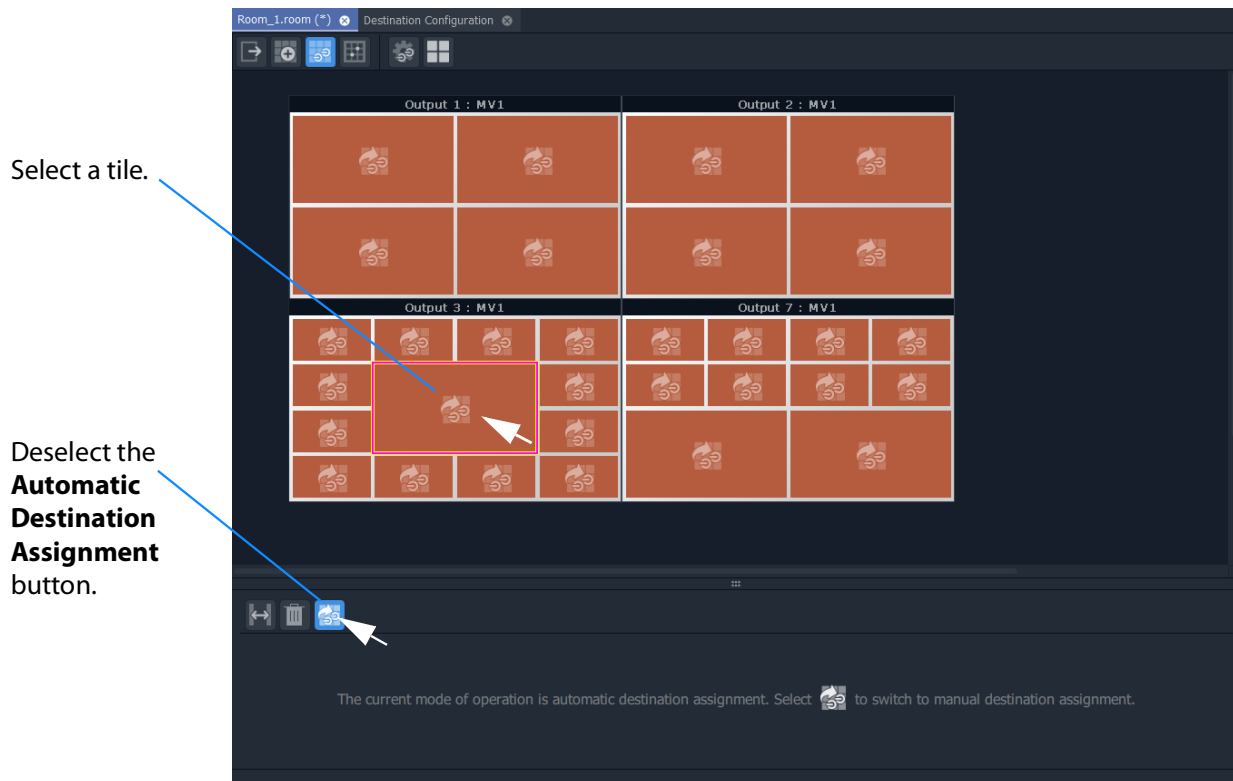 Room_1.room (*)
Destination Configuration
Output 1 : MV1
Output 2 : MV1
Select a tile.
Output 3 : MV1
Output 7 : MV1
Deselect the
Automatic
Destination
Assignment
button.
The current mode of operation is automatic destination assignment. Select to switch to manual destination assignment.